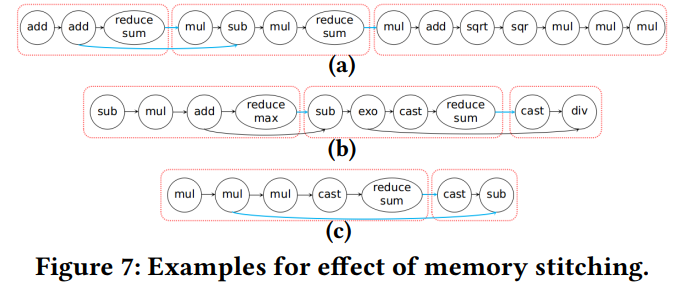 add add reduce sum mul sub mul reduce sum mul add sqrt sqr mul mul mul
(a)
sub mul add reduce max sub exo cast reduce sum cast div
(b)
mul mul mul cast reduce sum cast sub
(c)
Figure 7: Examples for effect of memory stitching.